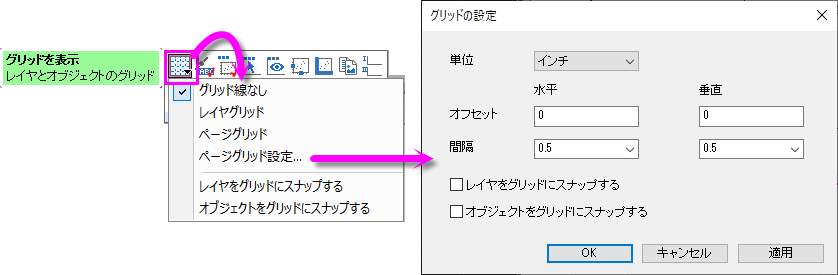 グリッドを表示
レイヤとオブジェクトのグリッド
グリッド線なし
レイヤグリッド
ページグリッド
ページグリッド設定...
レイヤをグリッドにスナップする
オブジェクトをグリッドにスナップする
グリッドの設定
単位 インチ
水平 垂直
オフセット 0 0
間隔 0.5 0.5
レイヤをグリッドにスナップする
オブジェクトをグリッドにスナップする
OK キャンセル 適用